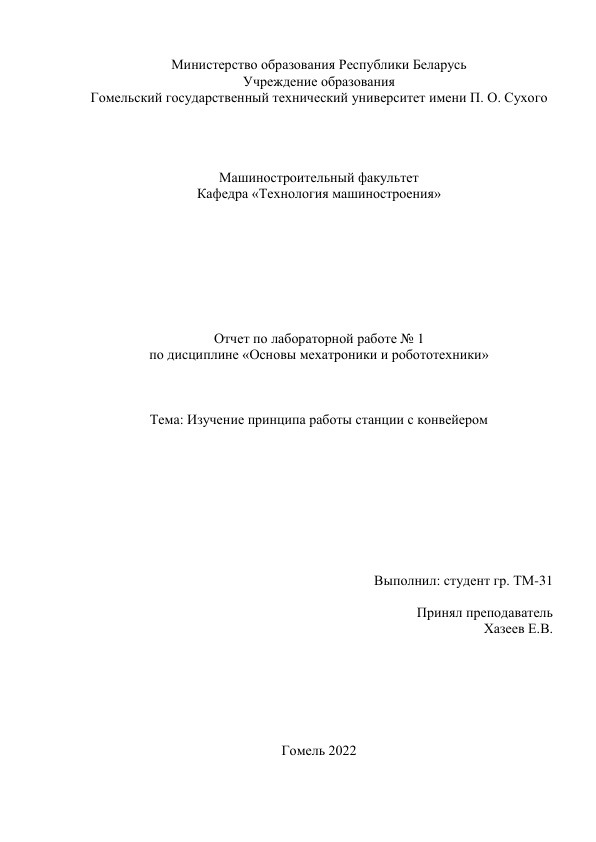 Министерство образования Республики Беларусь
Учреждение образования
Гомельский государственный технический университет имени П. О. Сухого
Машиностроительный факультет
Кафедра «Технология машиностроения»
Отчет по лабораторной работе № 1
по дисциплине «Основы мехатроники и робототехники»
Тема: Изучение принципа работы станции с конвейером
Выполнил: студент гр. ТМ-31
Принял преподаватель
Хазеев Е.В.
Гомель 2022